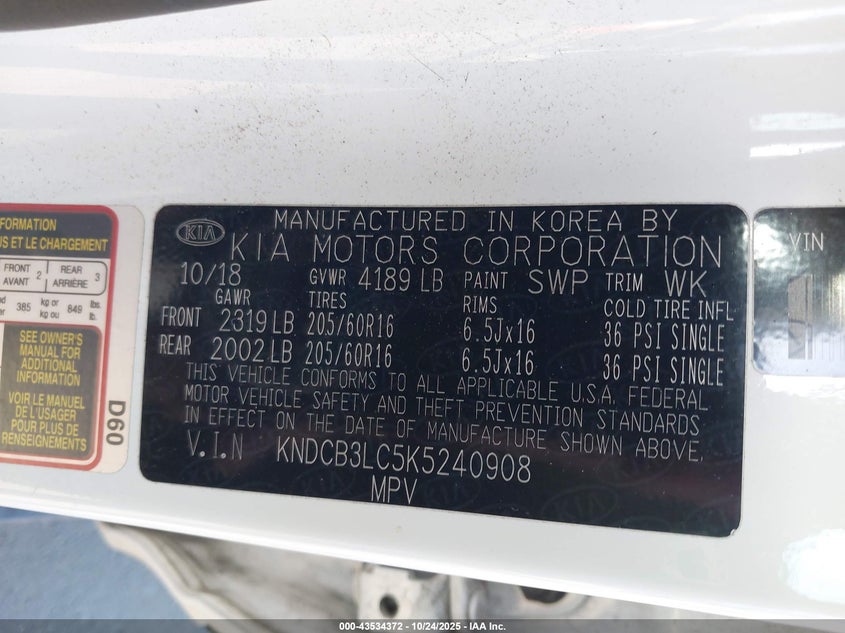 NFORMATION
US ET LE CHARGEMENT
FRONT AVANT 2 REAR ARRIÈRE 3
385 kg or kg ou 849 lbs. lb.
SEE OWNER'S
MANUAL FOR
ADDITIONAL
INFORMATION
VOIR LE MANUEL
DE L'USAGER
POUR PLUS DE
RENSEIGNEMENTS
D60
KIA
MANUFACTURED IN KOREA BY
KIA MOTORS CORPORATION
10/18 GVWR 4189 LB PAINT SWP TRIM WK
GAWR TIRES RIMS COLD TIRE INFL
FRONT 2319 LB 205/60R16 6.5Jx16 36 PSI SINGLE
REAR 2002 LB 205/60R16 6.5Jx16 36 PSI SINGLE
THIS VEHICLE CONFORMS TO ALL APPLICABLE U.S.A. FEDERAL
MOTOR VEHICLE SAFETY AND THEFT PREVENTION STANDARDS
IN EFFECT ON THE DATE OF MANUFACTURE SHOWN ABOVE,
V.I.N KNDCB3LC5K5240908
MPV
VIN
000-43534372 • 10/24/2025 • IAA Inc.